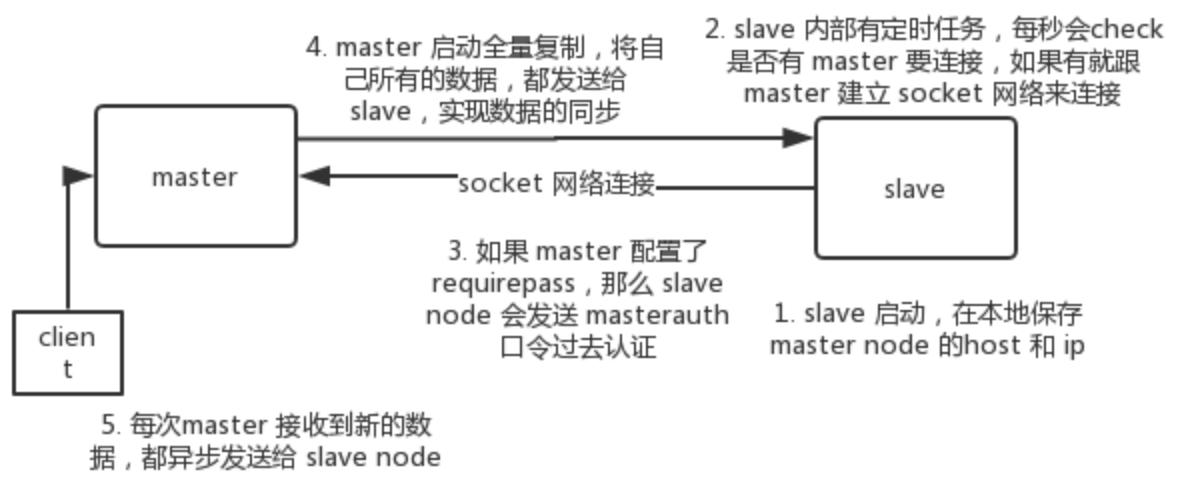 4. master 启动全量复制，将自
己所有的数据，都发送给
slave，实现数据的同步
2. slave 内部有定时任务，每秒会check
是否有 master 要连接，如果有就跟
master 建立 socket 网络来连接
master
socket 网络连接
slave
3. 如果 master 配置了
requirepass，那么 slave
node 会发送 masterauth
口令过去认证
1. slave 启动，在本地保存
master node 的host 和 ip
clien
t
5. 每次master 接收到新的数
据，都异步发送给 slave node